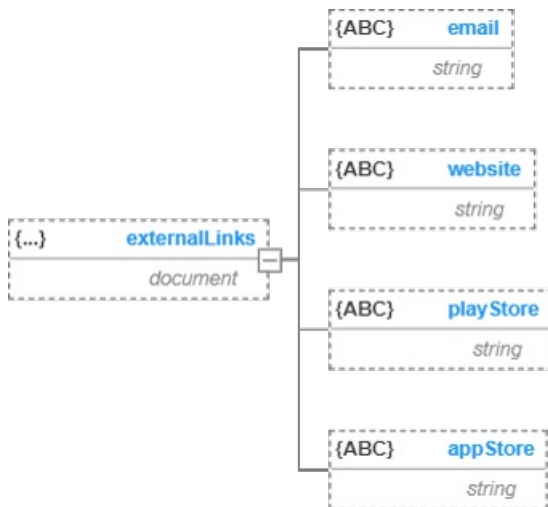 {ABC} email
string
{ABC} website
string
{...} externalLinks
document
{ABC} playStore
string
{ABC} appStore
string